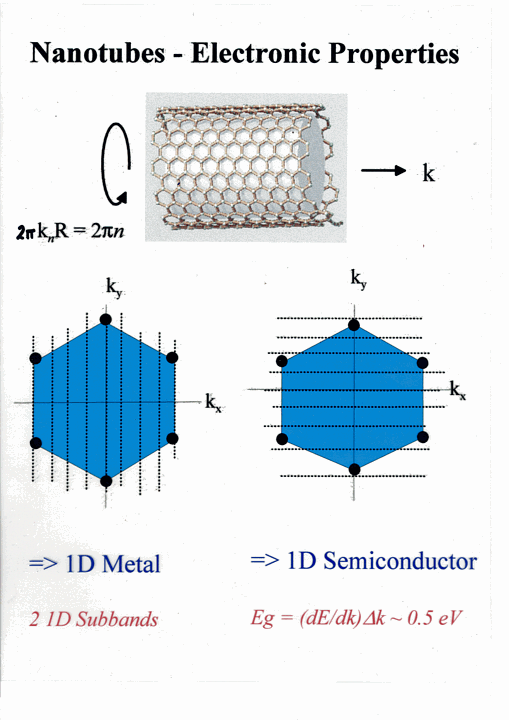 Nanotubes - Electronic Properties
k
2πkₙR = 2πn
k_y
k_y
k_x
k_x
=> 1D Metal
=> 1D Semiconductor
2 1D Subbands
Eg = (dE/dk)Δk ~ 0.5 eV